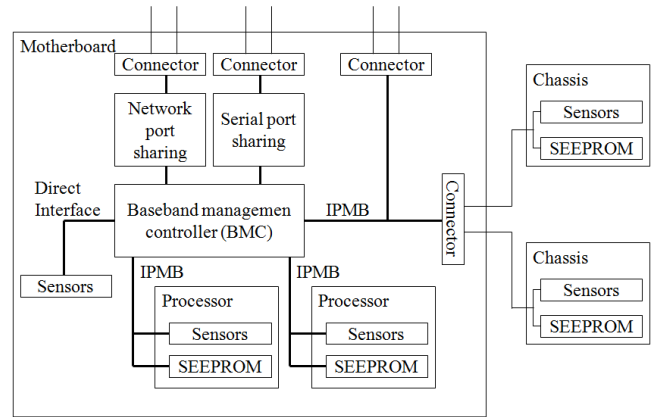 Motherboard
Connector
Connector
Connector
Network
port
sharing
Serial port
sharing
Direct
Interface
Baseband managemen
controller (BMC)
IPMB
Connector
Sensors
IPMB
IPMB
Processor
Sensors
SEEPROM
Processor
Sensors
SEEPROM
Chassis
Sensors
SEEPROM
Chassis
Sensors
SEEPROM